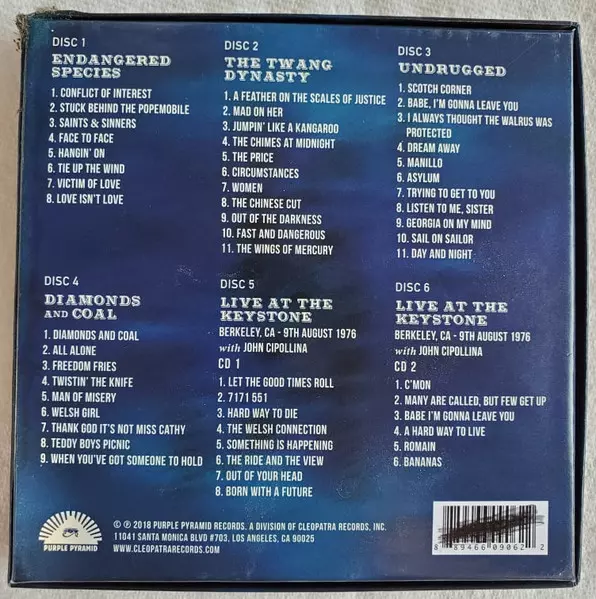 DISC 1
ENDANGERED
SPECIES
1. CONFLICT OF INTEREST
2. STUCK BEHIND THE POPEMOBILE
3. SAINTS & SINNERS
4. FACE TO FACE
5. HANGIN' ON
6. TIE UP THE WIND
7. VICTIM OF LOVE
8. LOVE ISN'T LOVE
DISC 2
THE TWANG
DYNASTY
1. A FEATHER ON THE SCALES OF JUSTICE
2. MAD ON HER
3. JUMPIN' LIKE A KANGAROO
4. THE CHIMES AT MIDNIGHT
5. THE PRICE
6. CIRCUMSTANCES
7. WOMEN
8. THE CHINESE CUT
9. OUT OF THE DARKNESS
10. FAST AND DANGEROUS
11. THE WINGS OF MERCURY
DISC 3
UNDRUGGED
1. SCOTCH CORNER
2. BABE, I'M GONNA LEAVE YOU
3. I ALWAYS THOUGHT THE WALRUS WAS
PROTECTED
4. DREAM AWAY
5. MANILLO
6. ASYLUM
7. TRYING TO GET TO YOU
8. LISTEN TO ME, SISTER
9. GEORGIA ON MY MIND
10. SAIL ON SAILOR
11. DAY AND NIGHT
DISC 4
DIAMONDS
AND COAL
1. DIAMONDS AND COAL
2. ALL ALONE
3. FREEDOM FRIES
4. TWISTIN' THE KNIFE
5. MAN OF MISERY
6. WELSH GIRL
7. THANK GOD IT'S NOT MISS CATHY
8. TEDDY BOYS PICNIC
9. WHEN YOU'VE GOT SOMEONE TO HOLD
DISC 5
LIVE AT THE
KEYSTONE
BERKELEY, CA - 9TH AUGUST 1976
with JOHN CIPOLLINA
CD 1
1. LET THE GOOD TIMES ROLL
2. 7171 551
3. HARD WAY TO DIE
4. THE WELSH CONNECTION
5. SOMETHING IS HAPPENING
6. THE RIDE AND THE VIEW
7. OUT OF YOUR HEAD
8. BORN WITH A FUTURE
DISC 6
LIVE AT THE
KEYSTONE
BERKELEY, CA - 9TH AUGUST 1976
with JOHN CIPOLLINA
CD 2
1. C'MON
2. MANY ARE CALLED, BUT FEW GET UP
3. BABE I'M GONNA LEAVE YOU
4. A HARD WAY TO LIVE
5. ROMAIN
6. BANANAS
PURPLE PYRAMID
© ℗ 2018 PURPLE PYRAMID RECORDS, A DIVISION OF CLEOPATRA RECORDS, INC.
11041 SANTA MONICA BLVD #703, LOS ANGELES, CA 90025
WWW.CLEOPATRARECORDS.COM
8 89466 09062 2